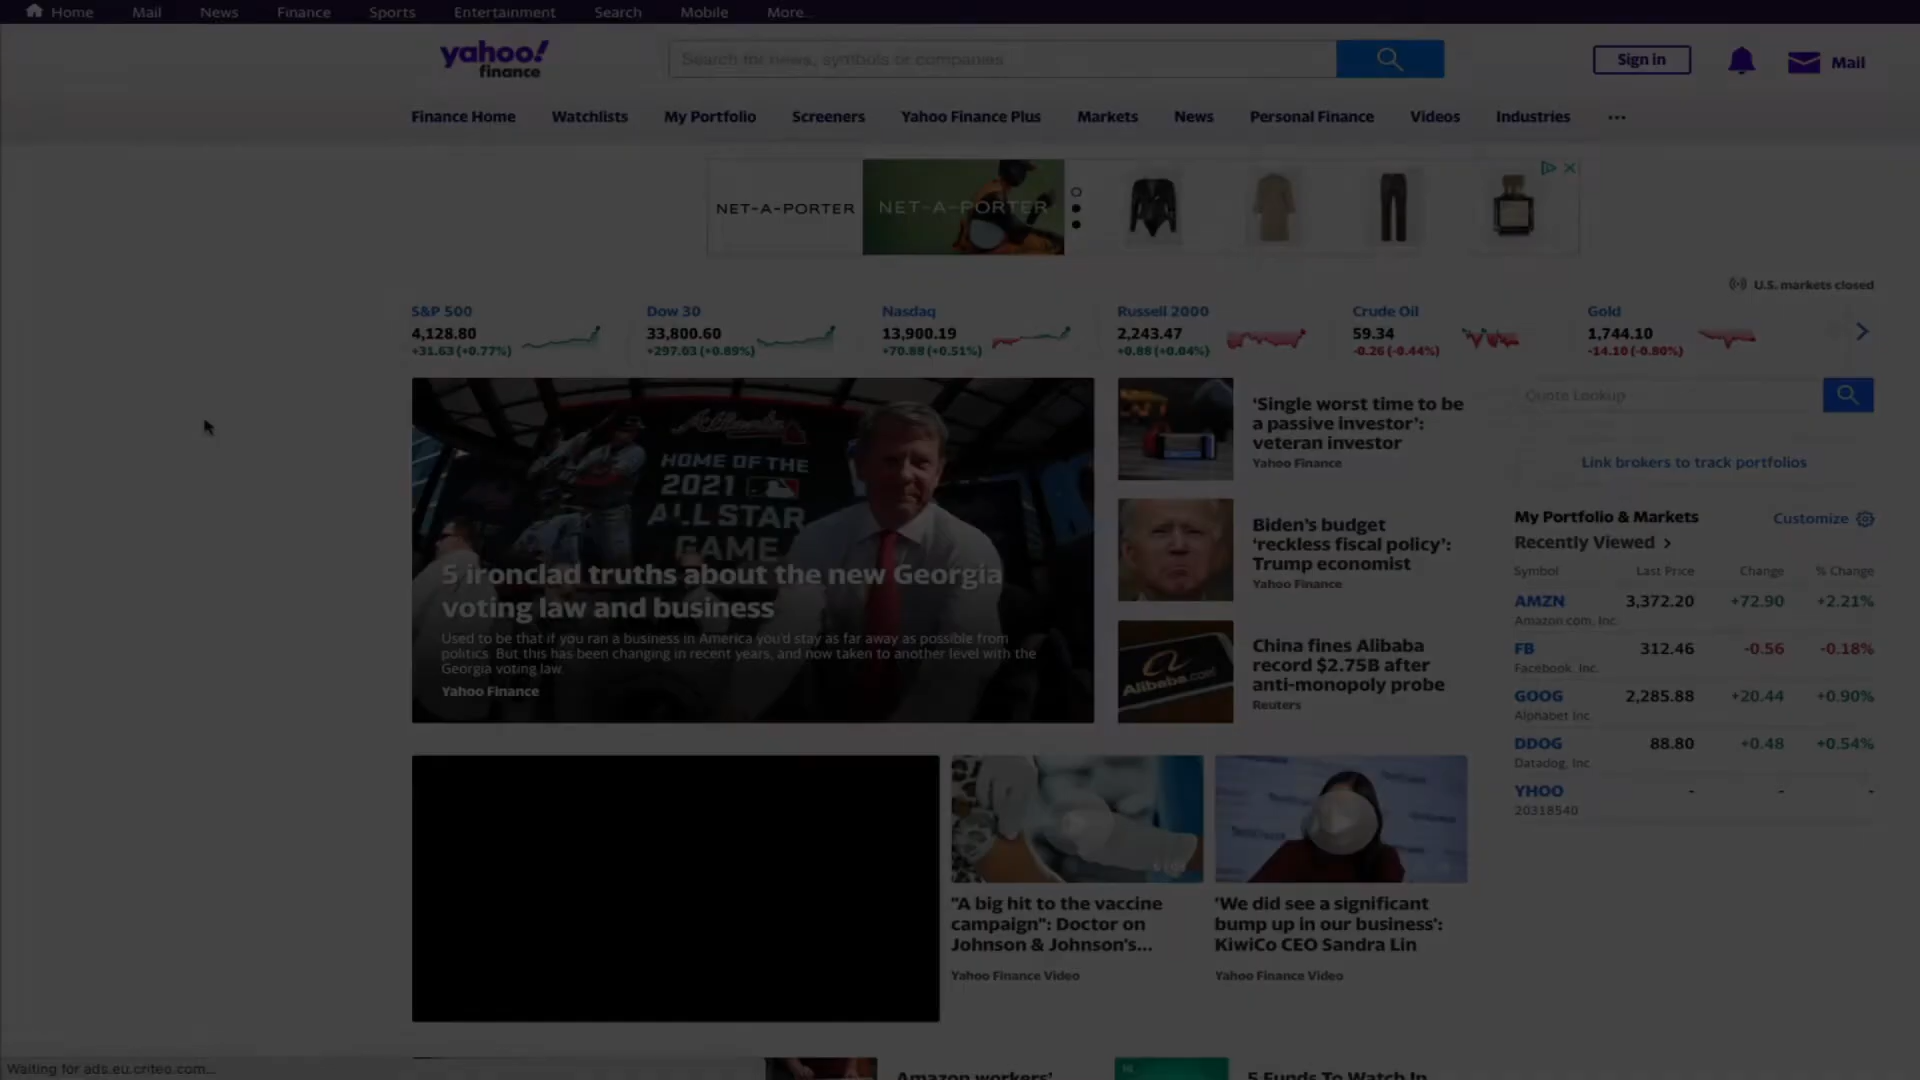 Home Mail News Finance Sports Entertainment Search Mobile More...
yahoo!
finance
Search for news, symbols or companies
Sign in
Mail
Finance Home Watchlists My Portfolio Screeners Yahoo Finance Plus Markets News Personal Finance Videos Industries ...
NET-A-PORTER
NET-A-PORTER
U.S. markets closed
S&P 500
4,128.80
+31.63 (+0.77%)
Dow 30
33,800.60
+297.03 (+0.89%)
Nasdaq
13,900.19
+70.88 (+0.51%)
Russell 2000
2,243.47
+0.88 (+0.04%)
Crude Oil
59.34
-0.26 (-0.44%)
Gold
1,744.10
-14.10 (-0.80%)
Atlanta
HOME OF THE
2021
ALL STAR
GAME
5 ironclad truths about the new Georgia
voting law and business
Used to be that if you ran a business in America you'd stay as far away as possible from
politics. But this has been changing in recent years, and now taken to another level with the
Georgia voting law.
Yahoo Finance
'Single worst time to be
a passive investor':
veteran investor
Yahoo Finance
Biden's budget
'reckless fiscal policy':
Trump economist
Yahoo Finance
Alibaba.com
China fines Alibaba
record $2.75B after
anti-monopoly probe
Reuters
Quote Lookup
Link brokers to track portfolios
My Portfolio & Markets
Customize
Recently Viewed >
Symbol Last Price Change % Change
AMZN 3,372.20 +72.90 +2.21%
Amazon.com, Inc.
FB 312.46 -0.56 -0.18%
Facebook, Inc.
GOOG 2,285.88 +20.44 +0.90%
Alphabet Inc.
DDOG 88.80 +0.48 +0.54%
Datadog, Inc.
YHOO - - -
20318540
"A big hit to the vaccine
campaign": Doctor on
Johnson & Johnson's...
Yahoo Finance Video
'We did see a significant
bump up in our business':
KiwiCo CEO Sandra Lin
Yahoo Finance Video
Waiting for ads.eu.criteo.com...
Amazon workers'
5 Funds To Watch In